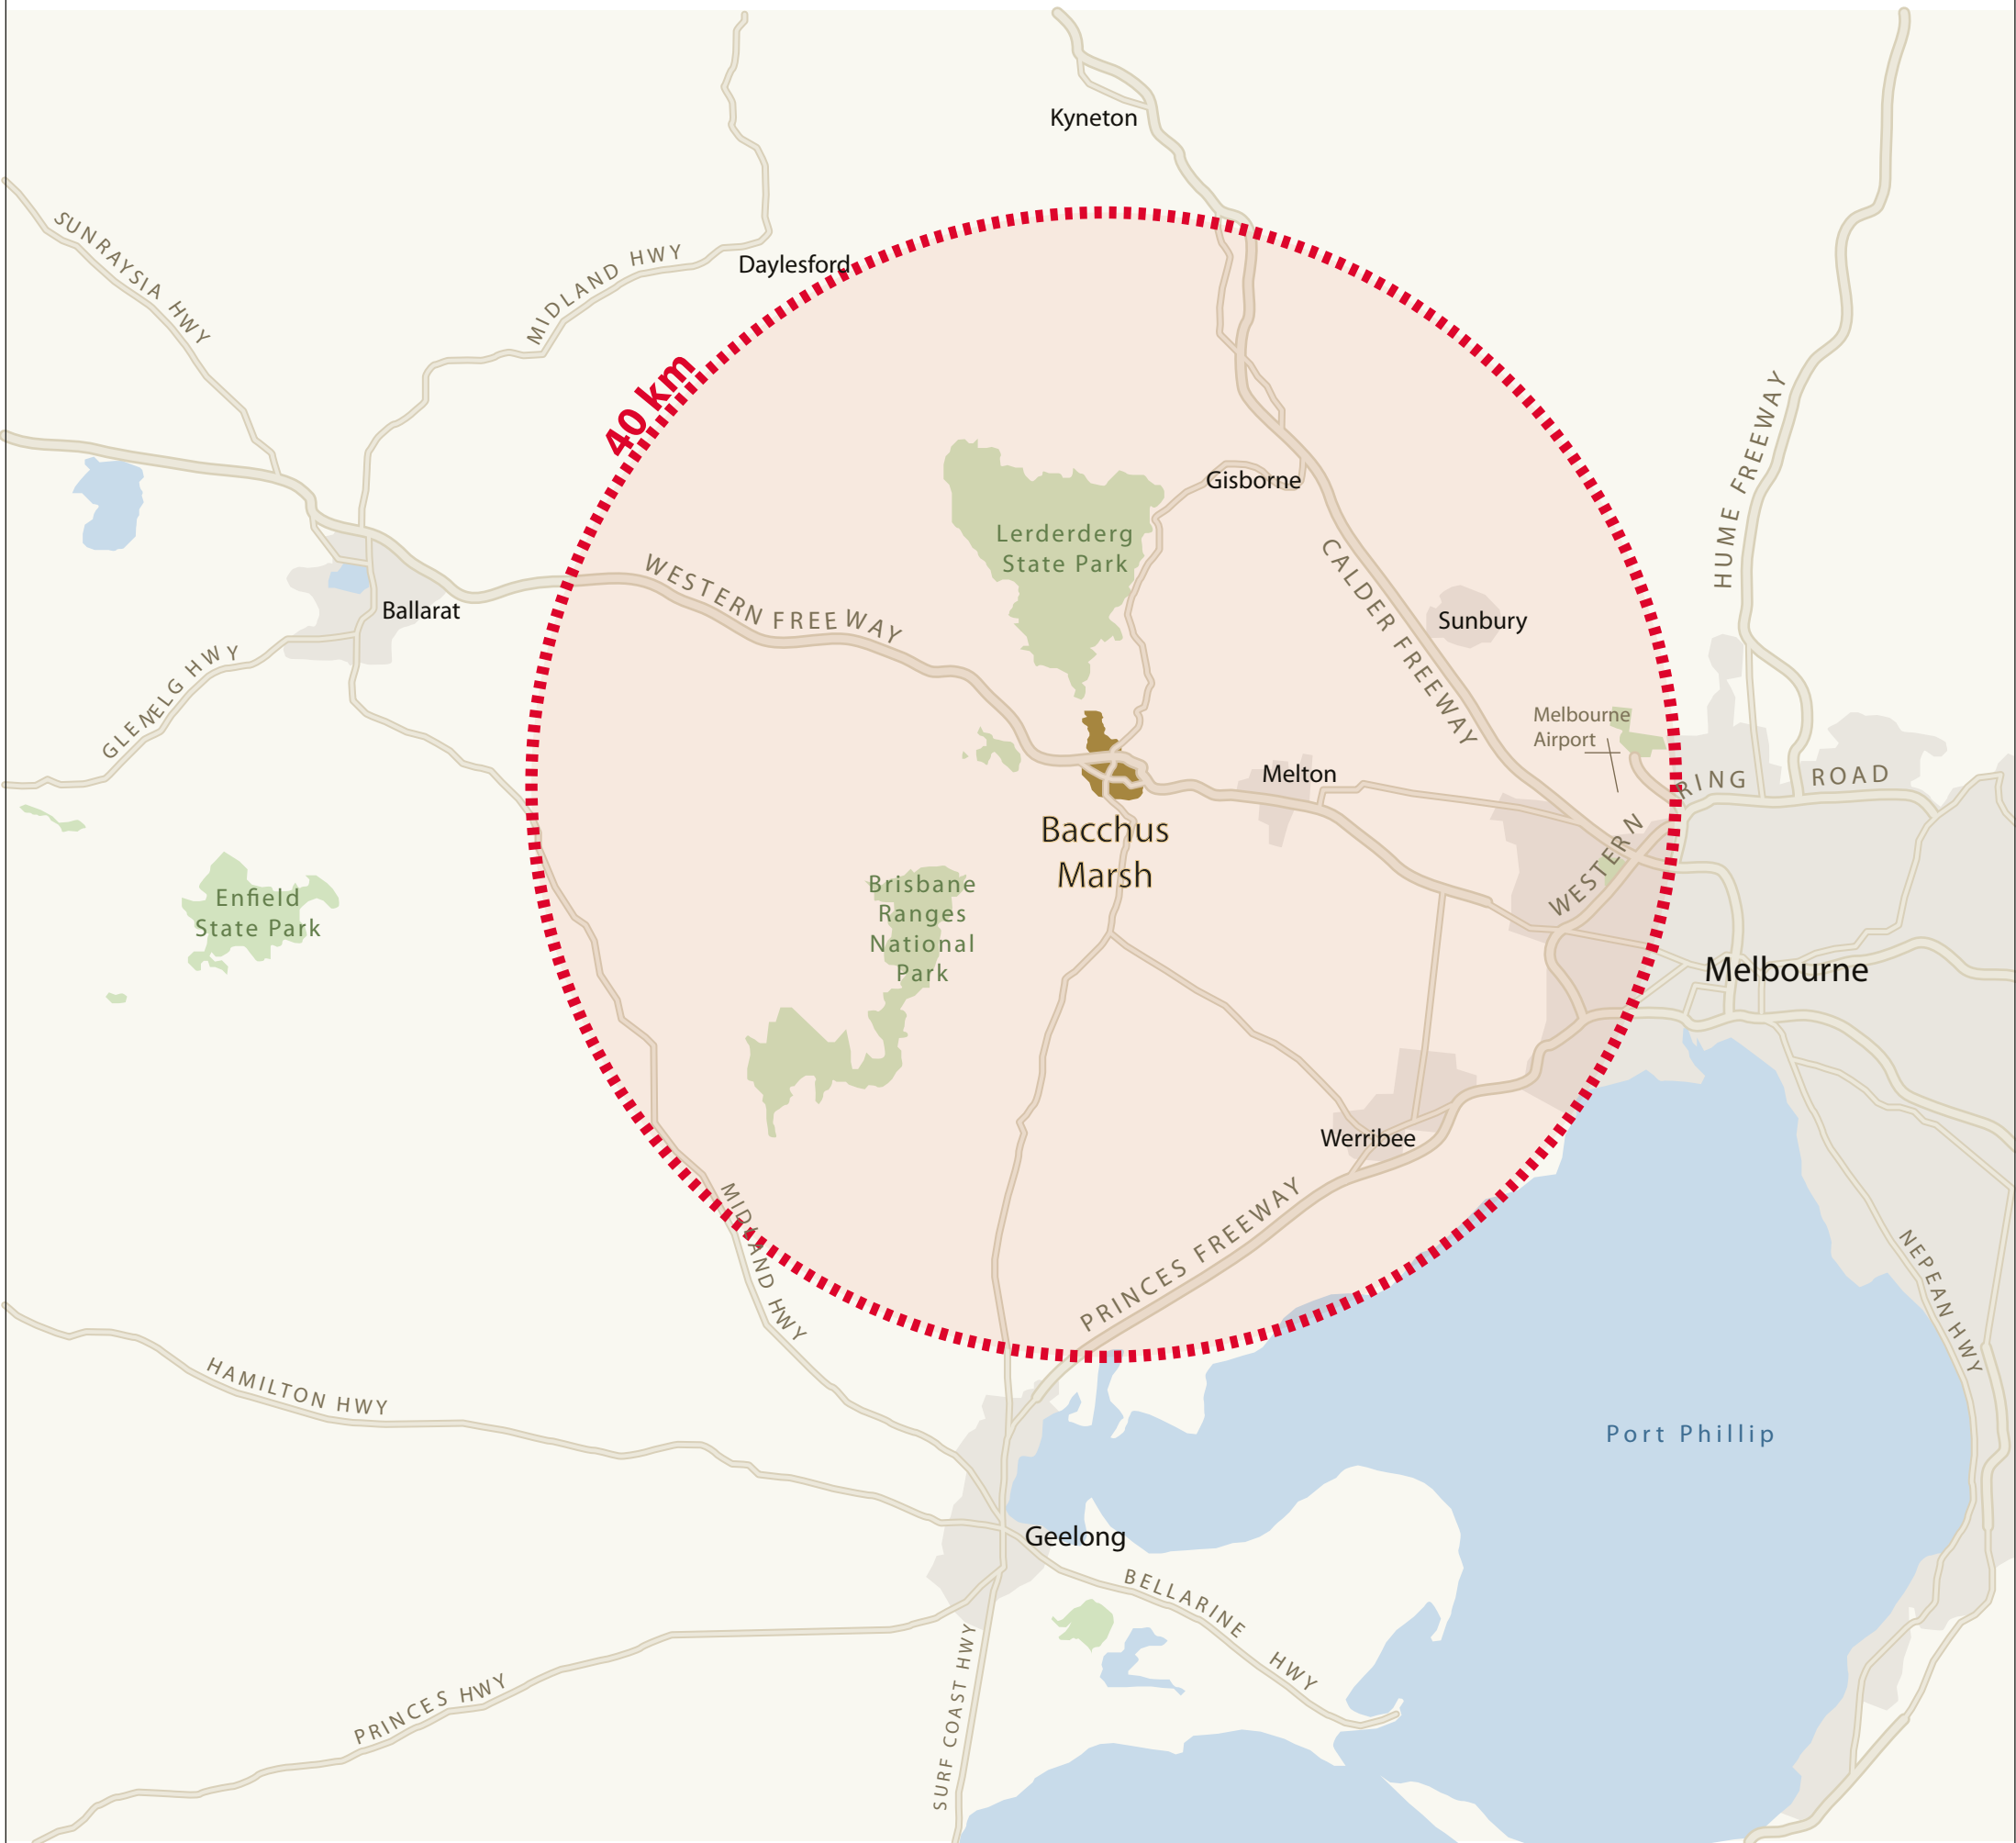 Kyneton
SUNRAYSIA HWY
MIDLAND HWY
Daylesford
40 km
HUME FREEWAY
Gisborne
Lerderderg
State Park
CALDER FREEWAY
WESTERN FREEWAY
Ballarat
Sunbury
GLENELG HWY
Melbourne
Airport
Melton
WESTERN RING ROAD
Bacchus
Marsh
Enfield
State Park
Brisbane
Ranges
National
Park
Melbourne
Werribee
MIDLAND HWY
PRINCES FREEWAY
NEPEAN HWY
HAMILTON HWY
Port Phillip
Geelong
BELLARINE HWY
SURF COAST HWY
PRINCES HWY